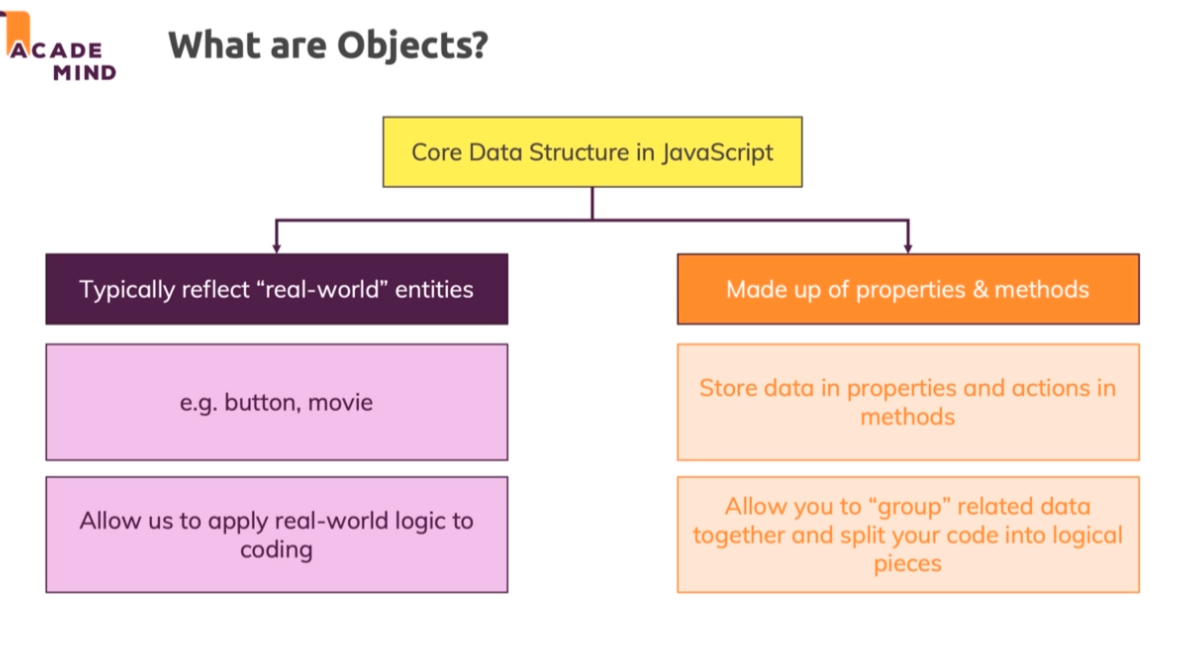 ACADE
MIND
What are Objects?
Core Data Structure in JavaScript
Typically reflect “real-world” entities
e.g. button, movie
Allow us to apply real-world logic to
coding
Made up of properties & methods
Store data in properties and actions in
methods
Allow you to “group” related data
together and split your code into logical
pieces